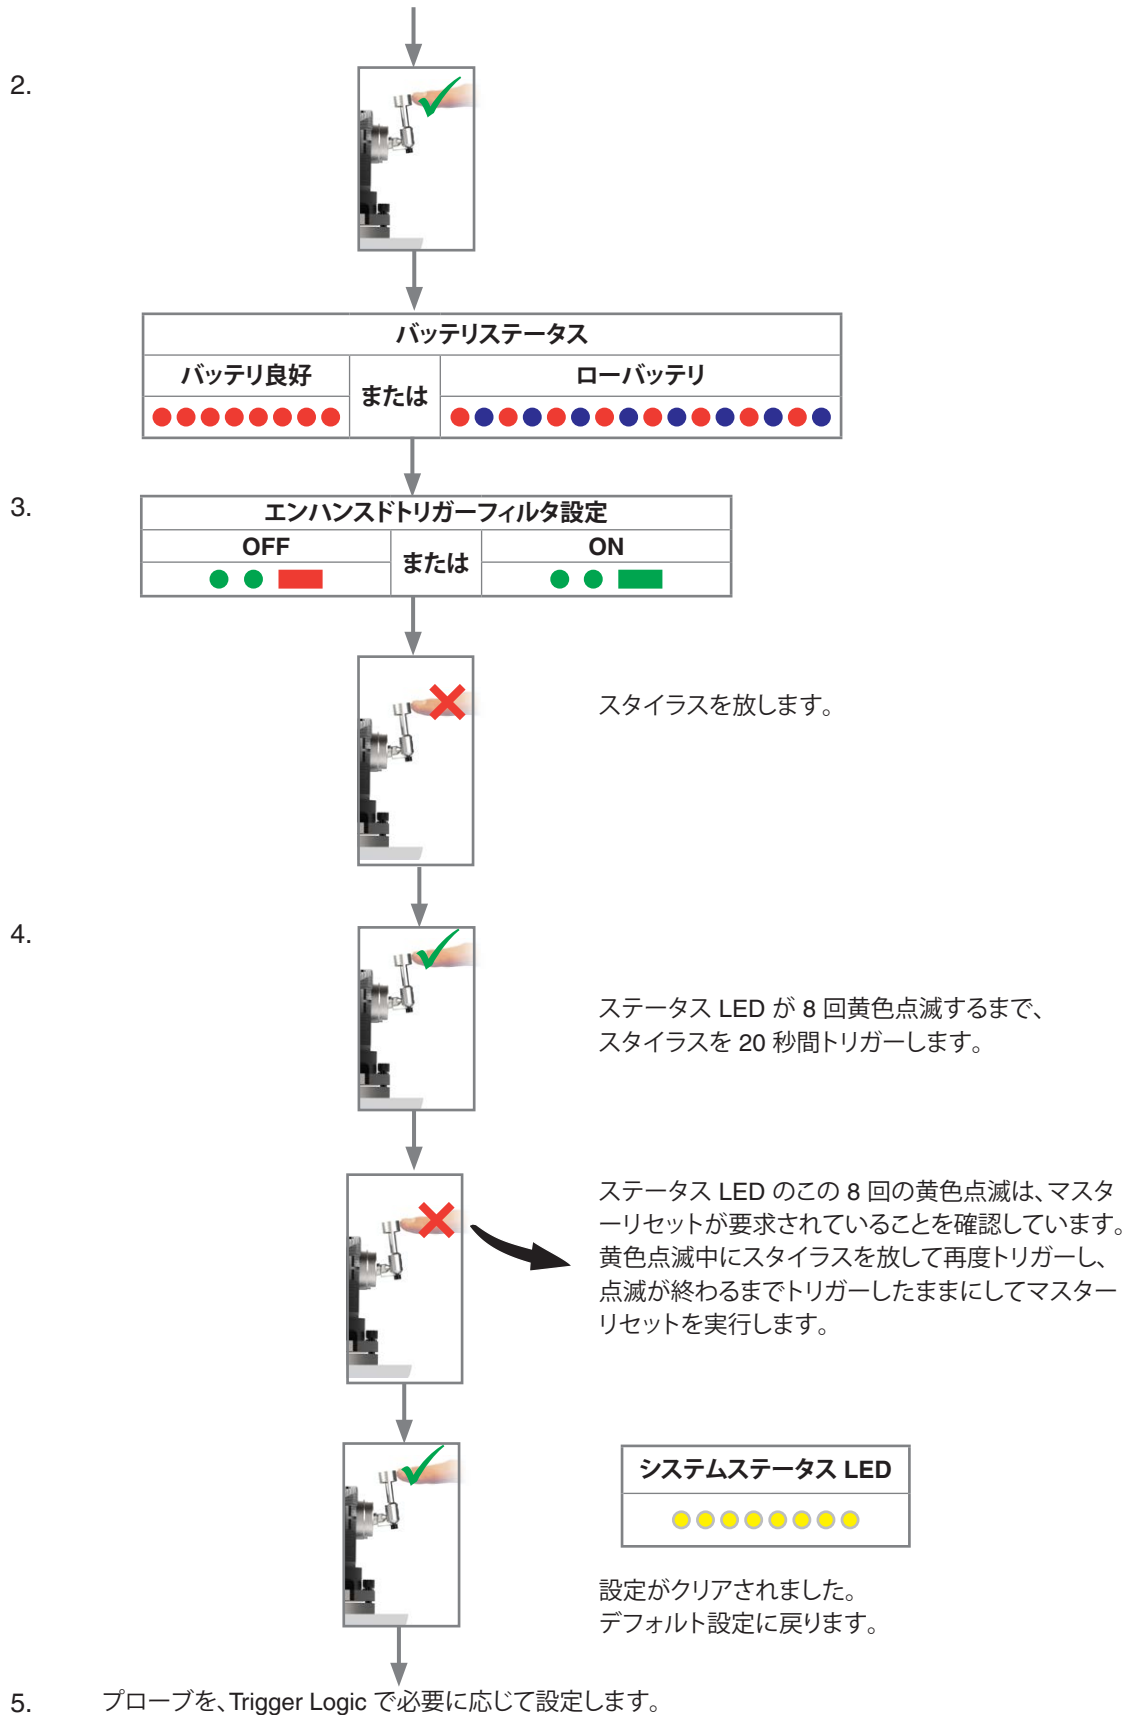 2.
バッテリステータス
バッテリ良好
または
ローバッテリ
3.
エンハンスドトリガーフィルタ設定
OFF
または
ON
スタイラスを放します。
4.
ステータス LED が 8 回黄色点滅するまで、
スタイラスを 20 秒間トリガーします。
ステータス LED のこの 8 回の黄色点滅は、マスタ
ーリセットが要求されていることを確認しています。
黄色点滅中にスタイラスを放して再度トリガーし、
点滅が終わるまでトリガーしたままにしてマスター
リセットを実行します。
システムステータス LED
設定がクリアされました。
デフォルト設定に戻ります。
5. プローブを、Trigger Logic で必要に応じて設定します。